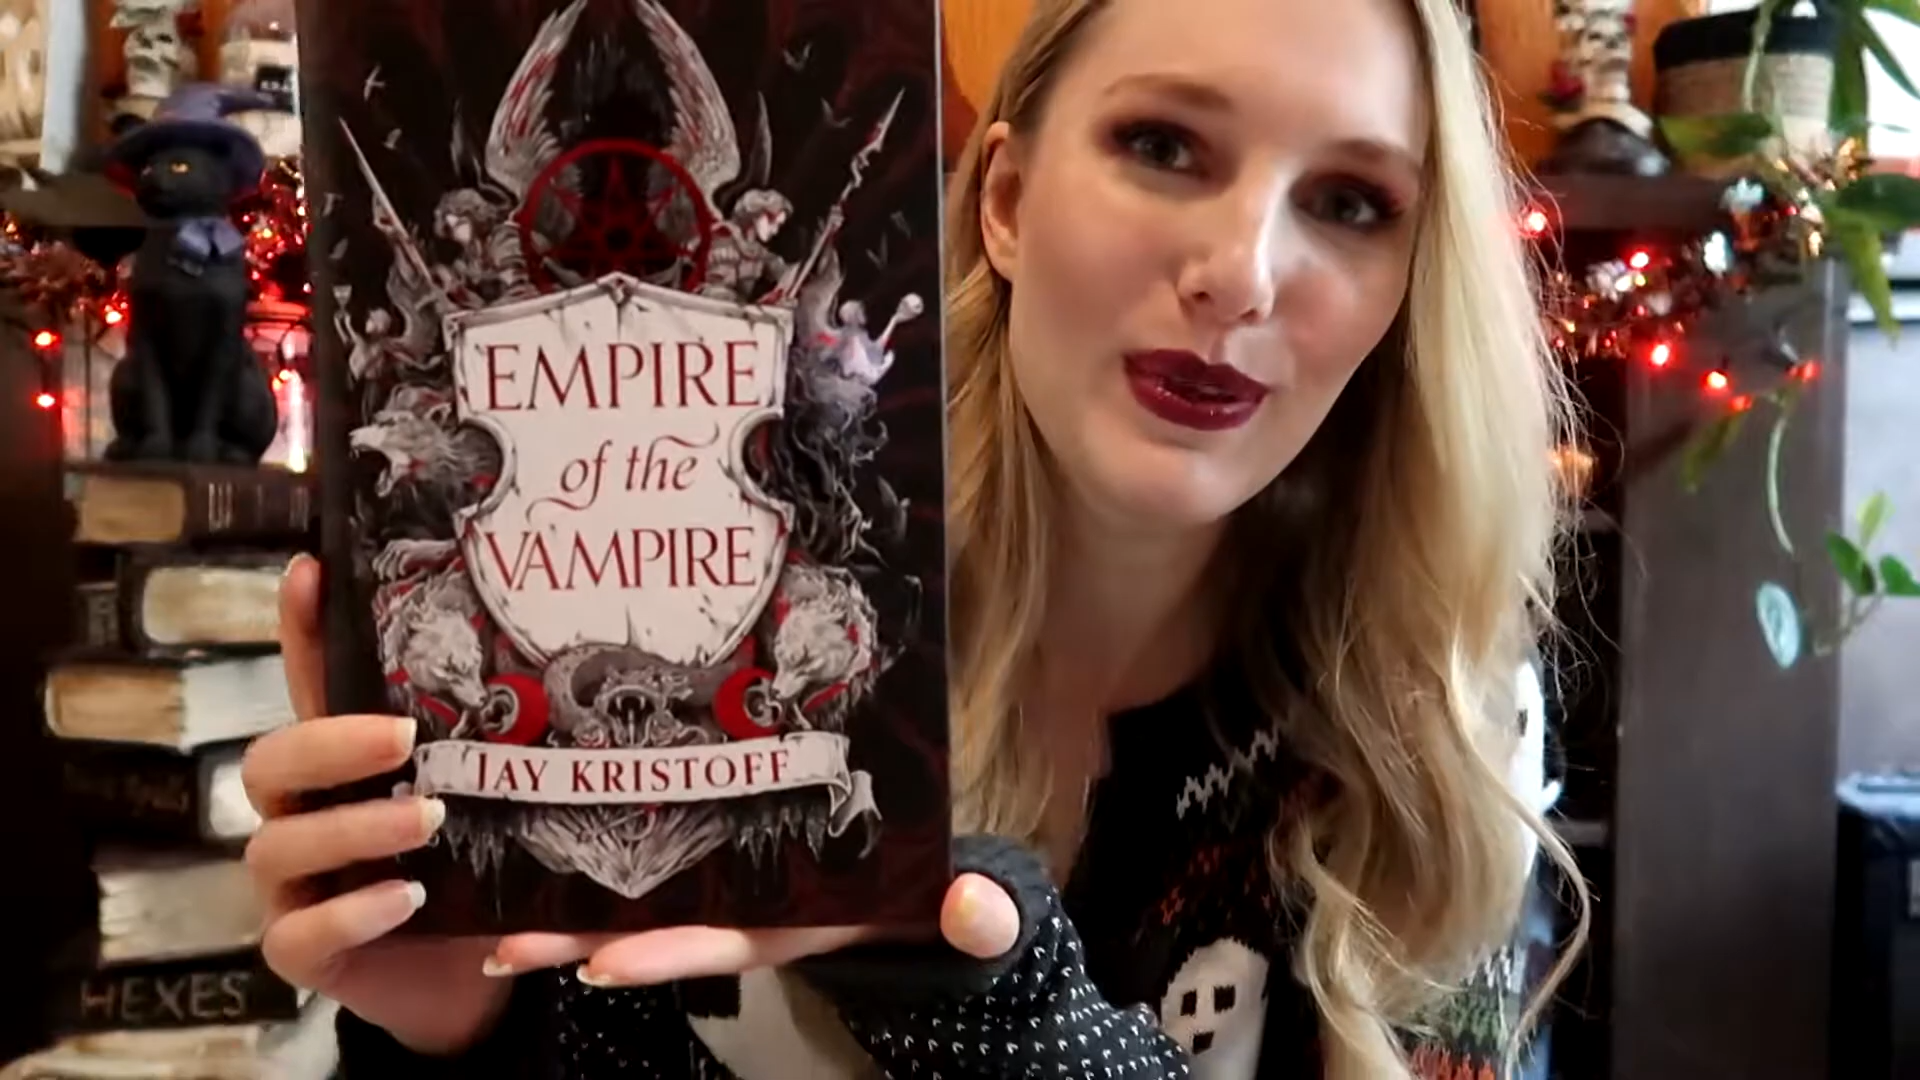 EMPIRE
of the
VAMPIRE
JAY KRISTOFF
HEXES